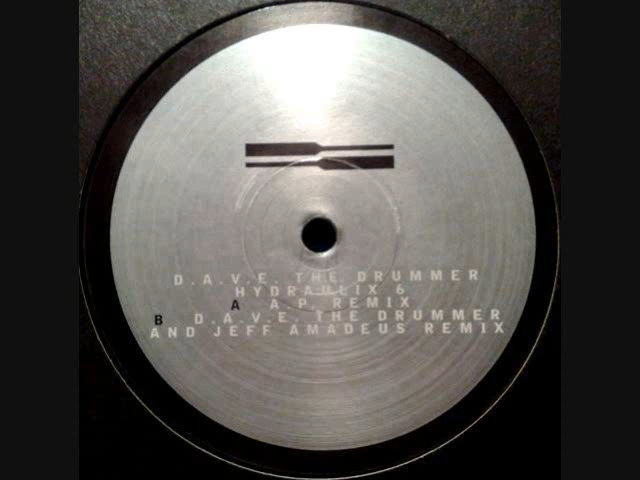 D.A.V.E. THE DRUMMER
HYDRAULIX 6
A A.P. REMIX
B D.A.V.E. THE DRUMMER
AND JEFF AMADEUS REMIX